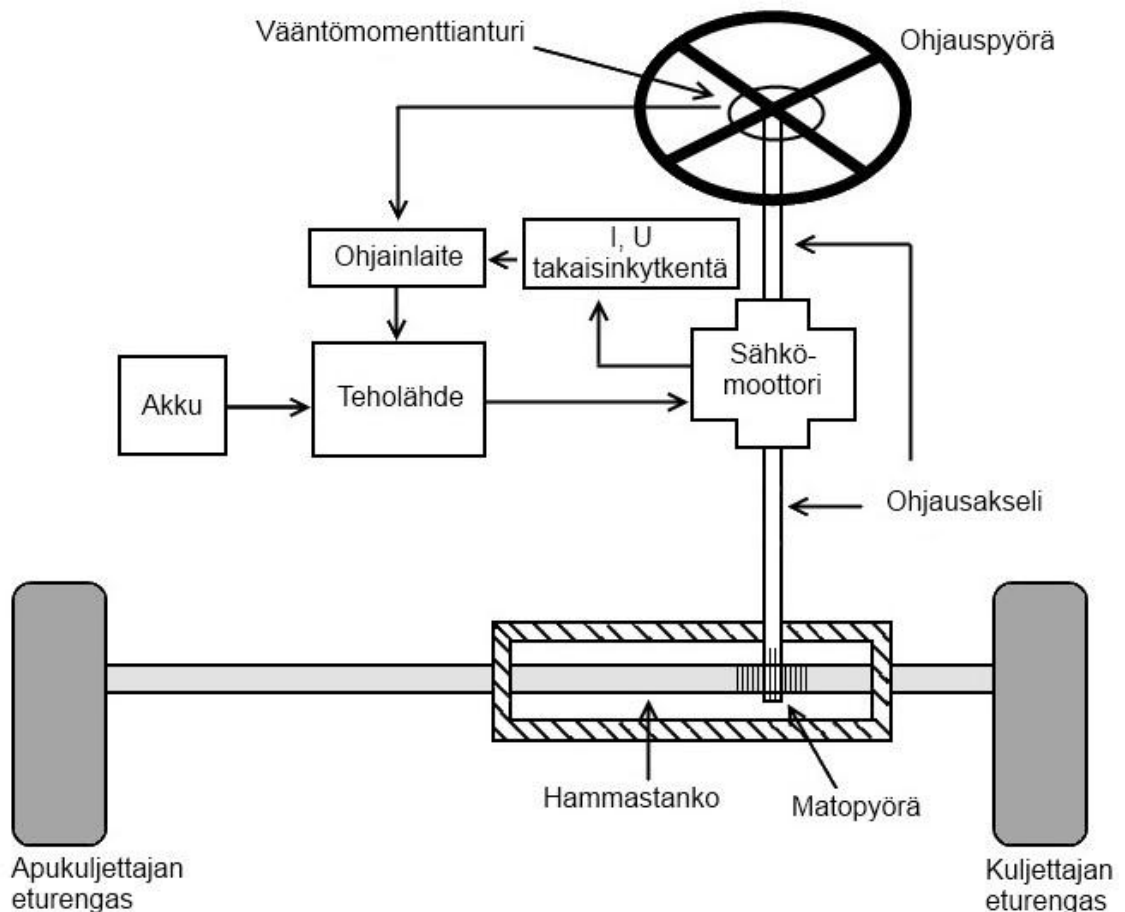 Vääntömomenttianturi
Ohjauspyörä
Ohjainlaite
I, U
takaisinkytkentä
Sähkö-
moottori
Akku
Teholähde
Ohjausakseli
Hammastanko
Matopyörä
Apukuljettajan
eturengas
Kuljettajan
eturengas